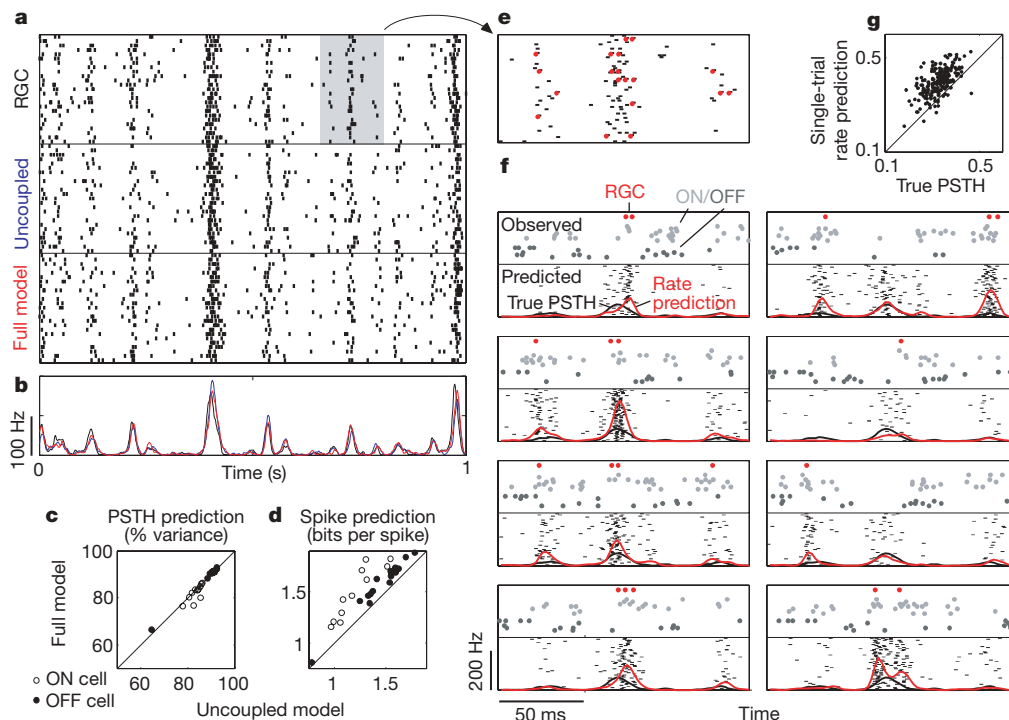 a
RGC
Uncoupled
Full model
b
100 Hz
0
Time (s)
1
c
PSTH prediction
(% variance)
Full model
100
80
60
60
80
100
ON cell
OFF cell
d
Spike prediction
(bits per spike)
1.5
1
1
1.5
Uncoupled model
e
f
RGC
ON/OFF
Observed
Predicted
True PSTH
Rate
prediction
200 Hz
50 ms
Time
g
Single-trial
rate prediction
0.5
0.1
0.1
0.5
True PSTH